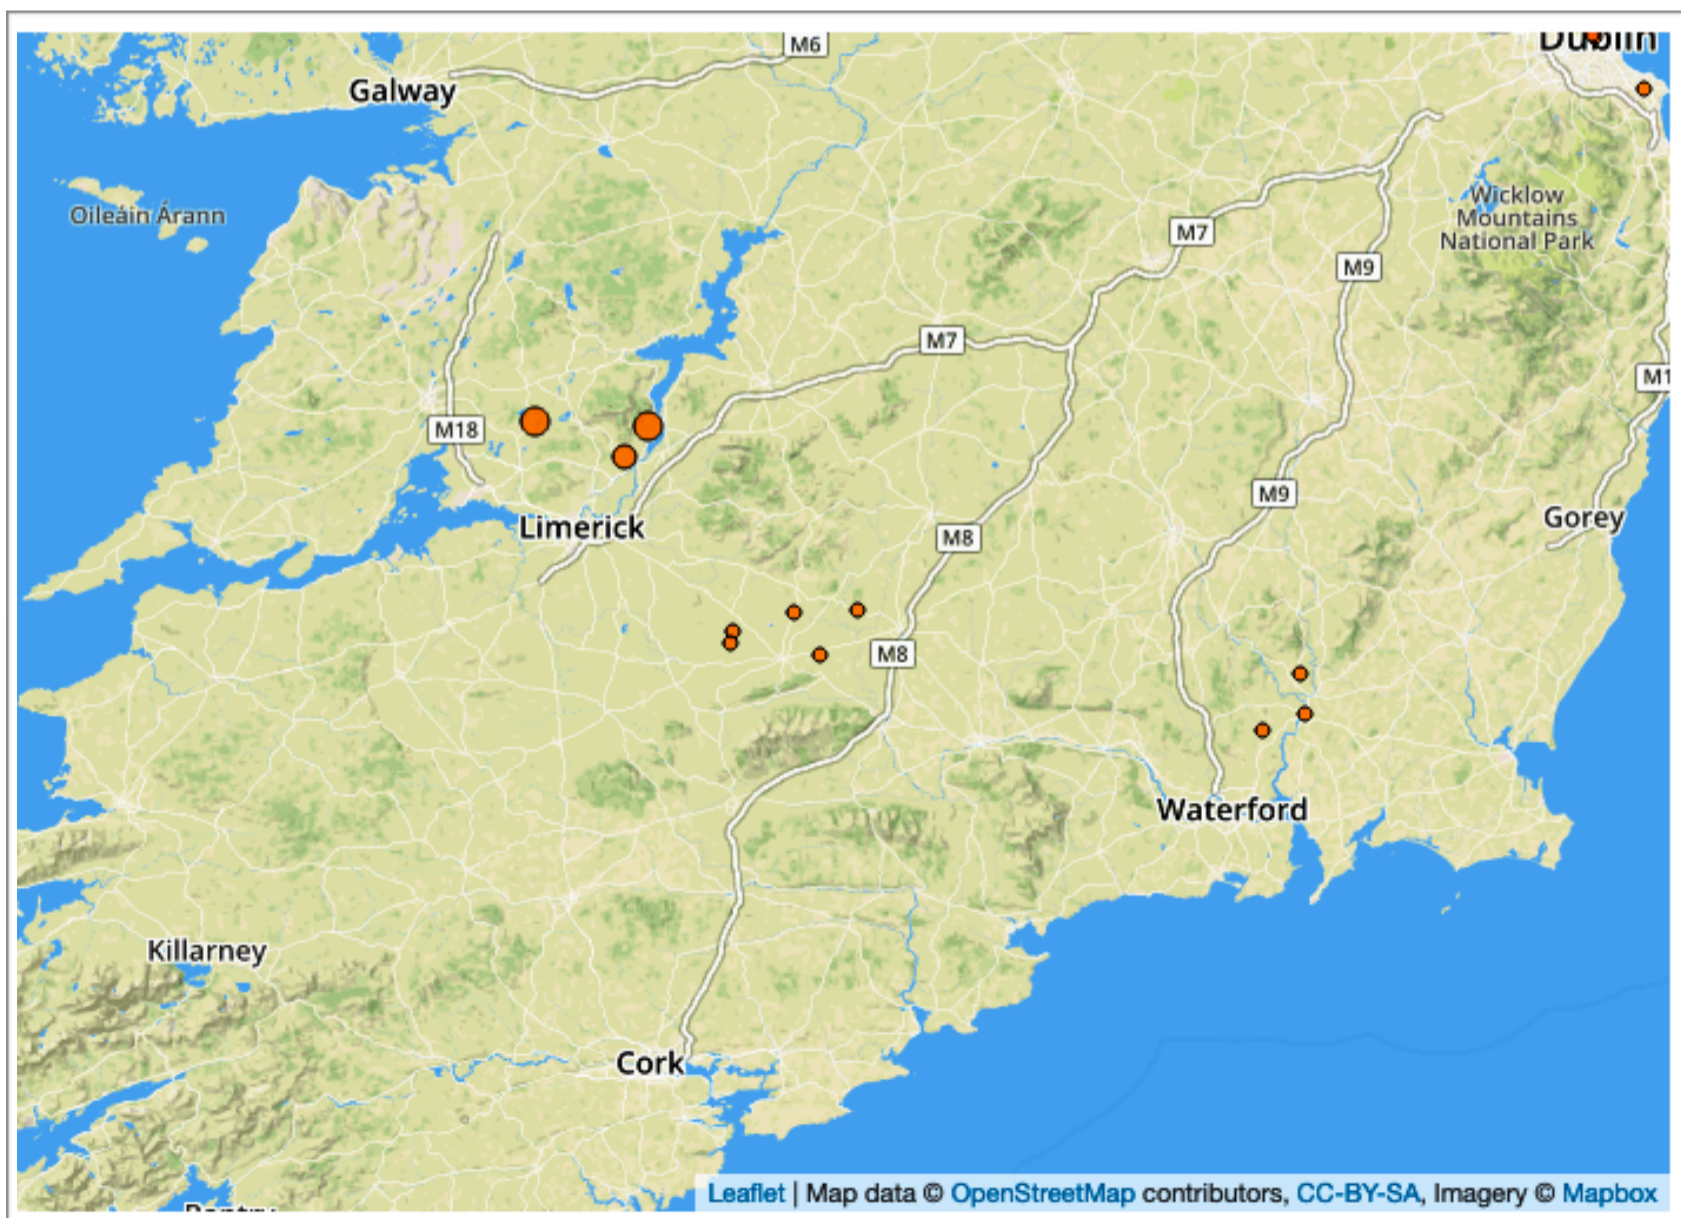 M6
Dublin
Galway
Oileáin Árann
Wicklow
Mountains
National Park
M7
M9
M7
M1
M18
M9
Limerick
M8
Gorey
M8
Waterford
Killarney
Cork
Leaflet | Map data © OpenStreetMap contributors, CC-BY-SA, Imagery © Mapbox